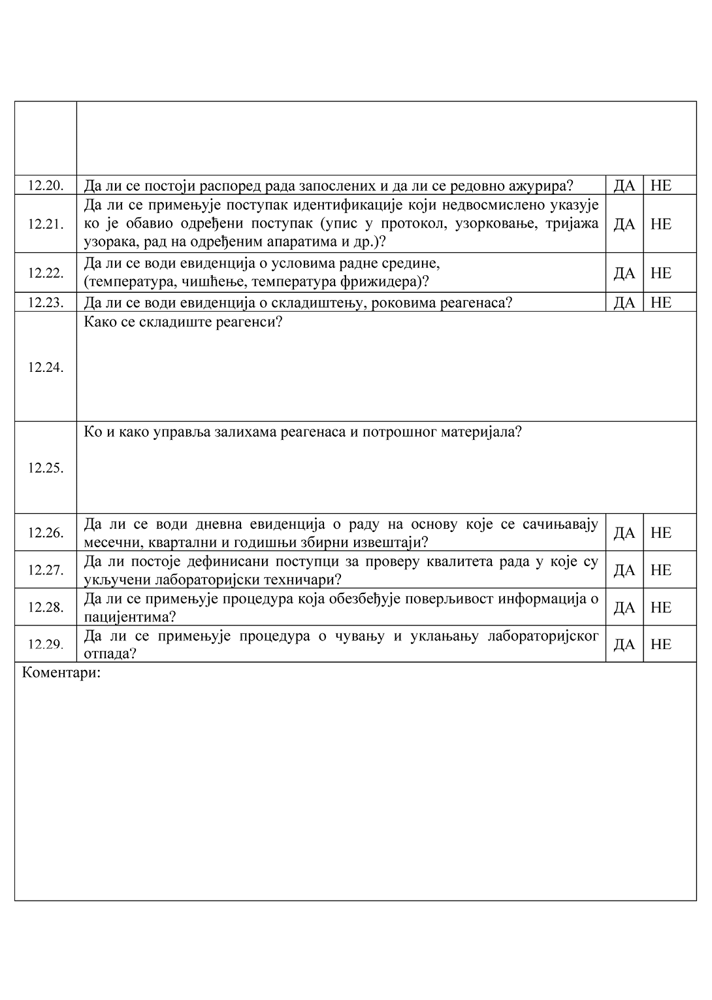 12.20. Да ли се постоји распоред рада запослених и да ли се редовно ажурира? ДА НЕ
Да ли се примењује поступак идентификације који недвосмислено указује
12.21. ко је обавио одређени поступак (упис у протокол, узорковање, тријажа ДА НЕ
узорака, рад на одређеним апаратима и др.)?
12.22. Да ли се води евиденција о условима радне средине, ДА НЕ
(температура, чишћење, температура фрижидера)?
12.23. Да ли се води евиденција о складиштењу, роковима реагенаса? ДА НЕ
Како се складиште реагенси?
12.24.
Ко и како управља залихама реагенаса и потрошног материјала?
12.25.
12.26. Да ли се води дневна евиденција о раду на основу које се сачињавају ДА НЕ
месечни, квартални и годишњи збирни извештаји?
12.27. Да ли постоје дефинисани поступци за проверу квалитета рада у које су ДА НЕ
укључени лабораторијски техничари?
12.28. Да ли се примењује процедура која обезбеђује поверљивост информација о ДА НЕ
пацијентима?
12.29. Да ли се примењује процедура о чувању и уклањању лабораторијског ДА НЕ
отпада?
Коментари: